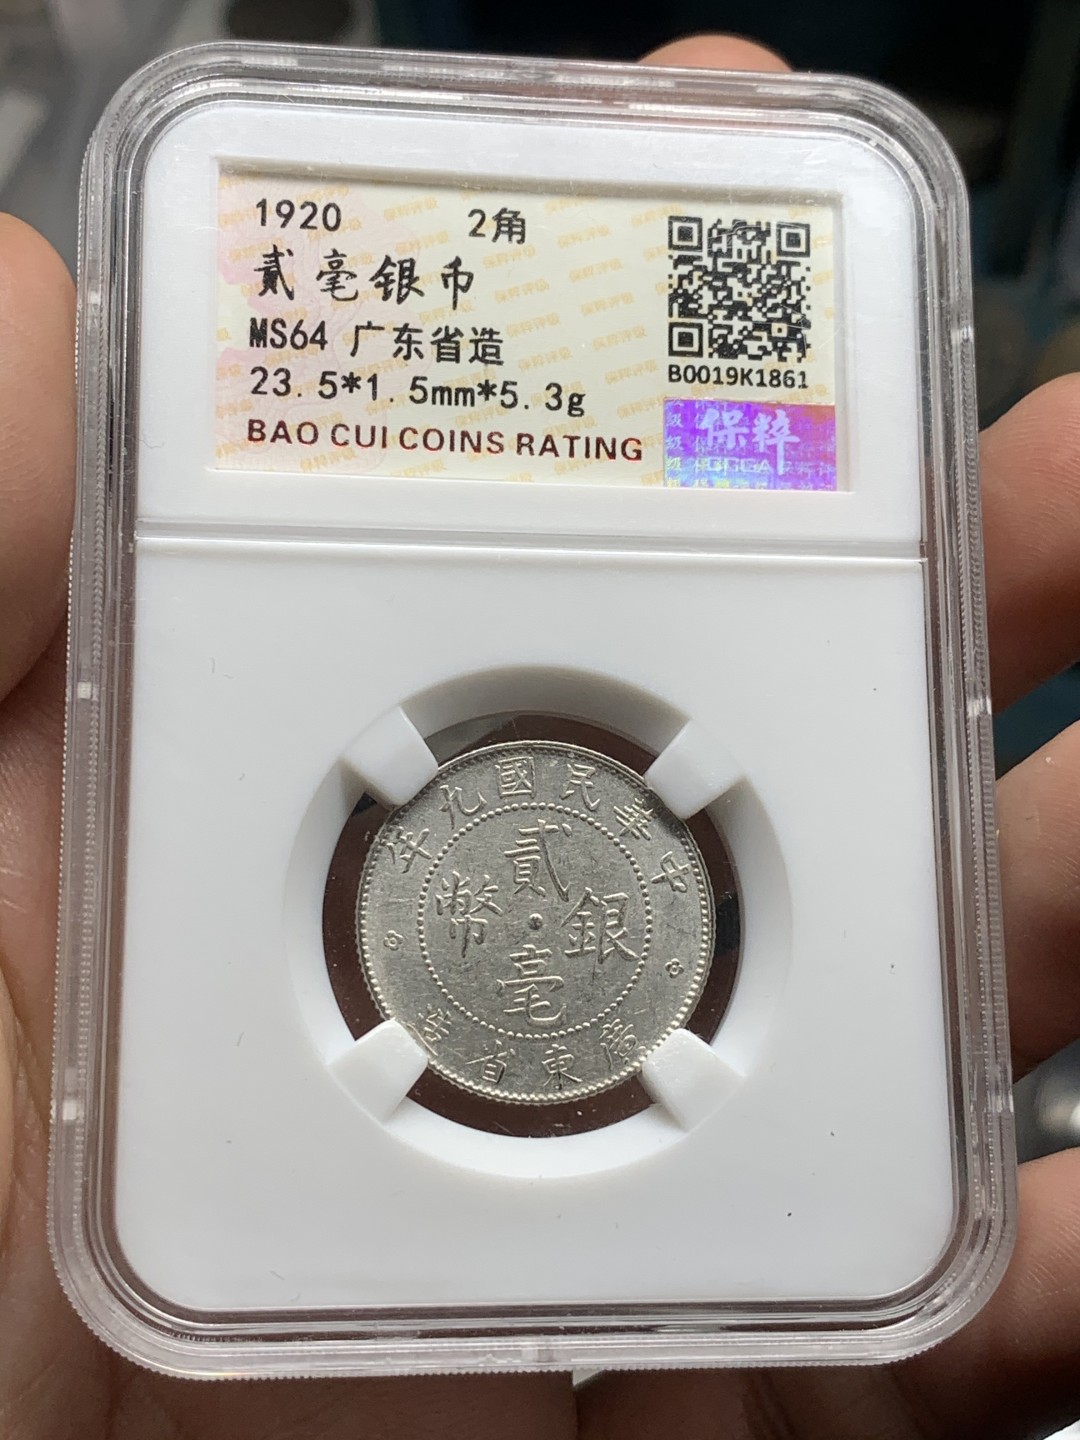 1920 2角
贰毫银币
MS64 广东省造
23.5*1.5mm*5.3g
BAO CUI COINS RATING
B0019K1861
保粹
中華民國九年
貳毫銀幣
廣東省造